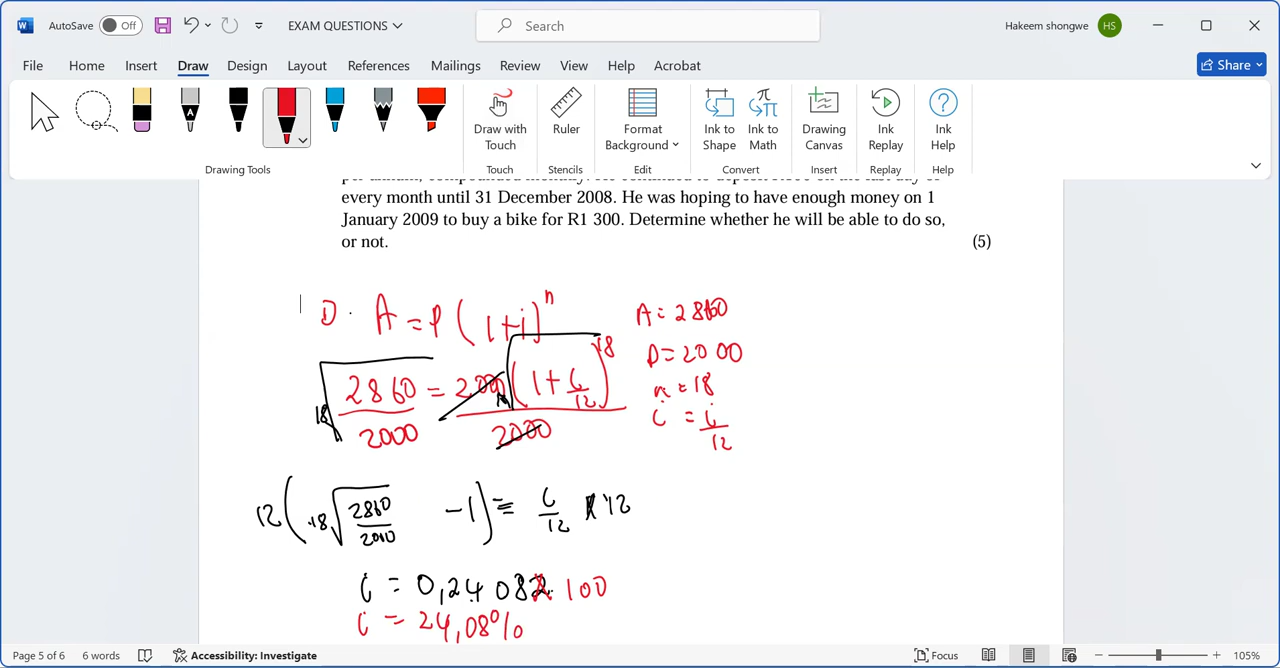 AutoSave Off EXAM QUESTIONS Search Hakeem shongwe HS
File Home Insert Draw Design Layout References Mailings Review View Help Acrobat Share
A
Draw with Touch Ruler Format Background Ink to Shape Ink to Math Drawing Canvas Ink Replay Ink Help
Drawing Tools Touch Stencils Edit Convert Insert Replay Help
every month until 31 December 2008. He was hoping to have enough money on 1
January 2009 to buy a bike for R1 300. Determine whether he will be able to do so,
or not. (5)
D. A = P(1+i)^n A = 2860
18√(2860/2000) = 2000(1 + i/12)^18/2000 P = 2000
n = 18
i = i/12
12(18√(2860/2000) -1) = i/12 × 12
i = 0,24082 × 100
i = 24,08%
Page 5 of 6 6 words Accessibility: Investigate Focus 105%